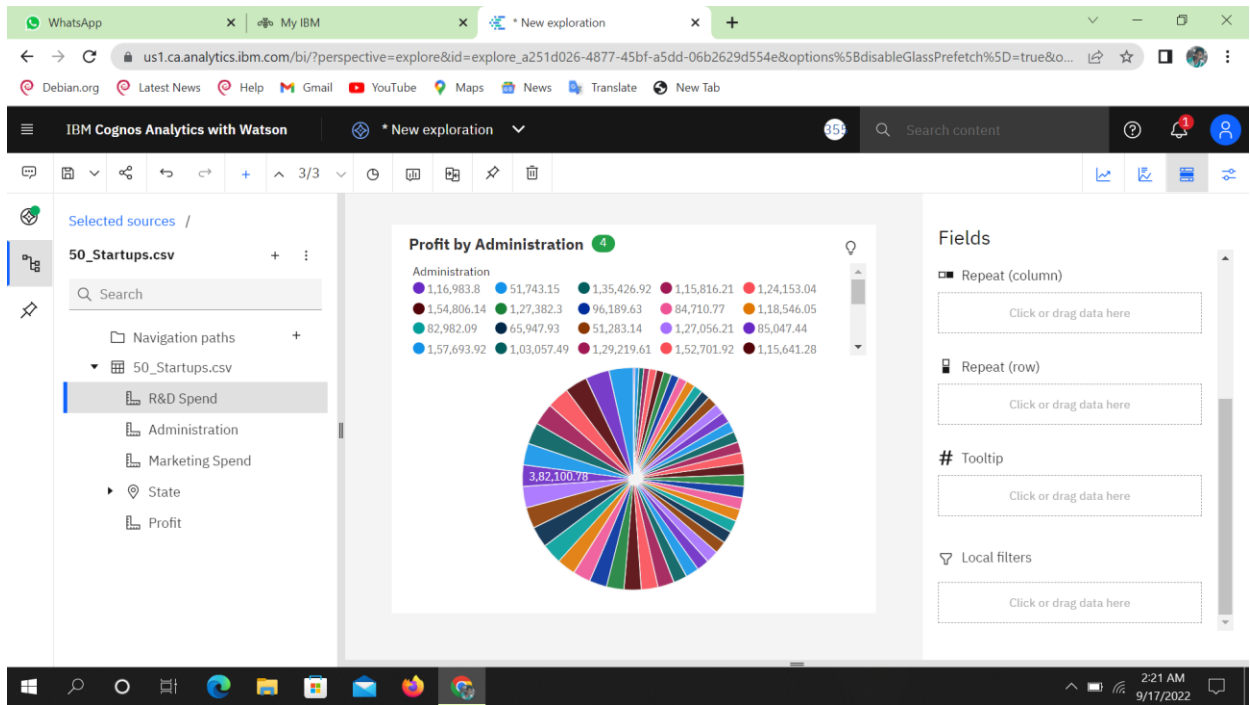 WhatsApp
My IBM
* New exploration
us1.ca.analytics.ibm.com/bi/?perspective=explore&id=explore_a251d026-4877-45bf-a5dd-06b2629d554e&options%5BdisableGlassPrefetch%5D=true&o...
Debian.org Latest News Help Gmail YouTube Maps News Translate New Tab
IBM Cognos Analytics with Watson
* New exploration
355
Search content
1
3/3
Selected sources /
50_Startups.csv
Search
Navigation paths
50_Startups.csv
R&D Spend
Administration
Marketing Spend
State
Profit
Profit by Administration 4
Administration
1,16,983.8 51,743.15 1,35,426.92 1,15,816.21 1,24,153.04
1,54,806.14 1,27,382.3 96,189.63 84,710.77 1,18,546.05
82,982.09 65,947.93 51,283.14 1,27,056.21 85,047.44
1,57,693.92 1,03,057.49 1,29,219.61 1,52,701.92 1,15,641.28
3,82,100.78
Fields
Repeat (column)
Click or drag data here
Repeat (row)
Click or drag data here
# Tooltip
Click or drag data here
Local filters
Click or drag data here
2:21 AM
9/17/2022